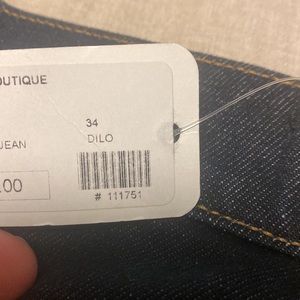 OUTIQUE
34
JEAN DILO
.00
# 111751